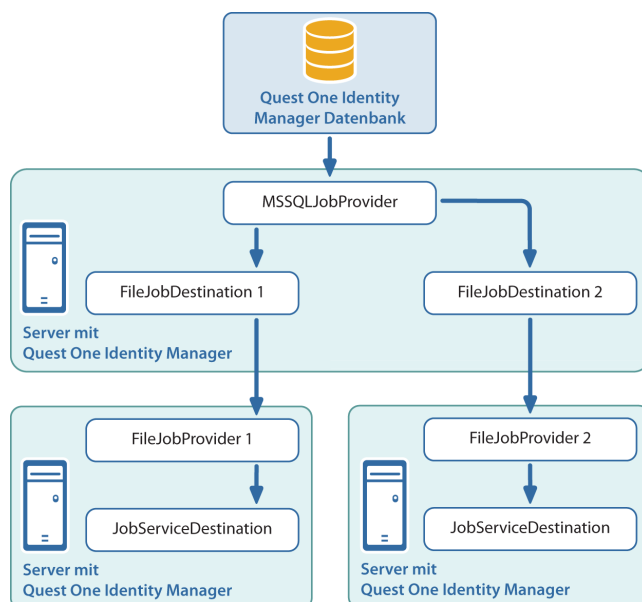 Quest One Identity
Manager Datenbank
MSSQLJobProvider
FileJobDestination 1
FileJobDestination 2
Server mit
Quest One Identity Manager
FileJobProvider 1
JobServiceDestination
Server mit
Quest One Identity Manager
FileJobProvider 2
JobServiceDestination
Server mit
Quest One Identity Manager